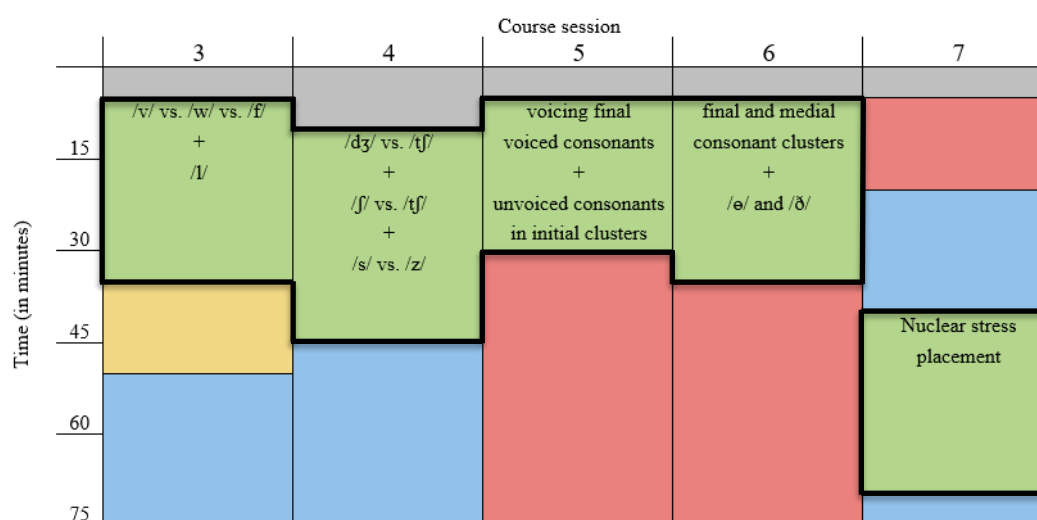 Course session
3 4 5 6 7
Time (in minutes)
15
30
45
60
75
/v/ vs. /w/ vs. /f/
+
/l/
/dʒ/ vs. /tʃ/
+
/ʃ/ vs. /tʃ/
+
/s/ vs. /z/
voicing final
voiced consonants
+
unvoiced consonants
in initial clusters
final and medial
consonant clusters
+
/ɵ/ and /ð/
Nuclear stress
placement